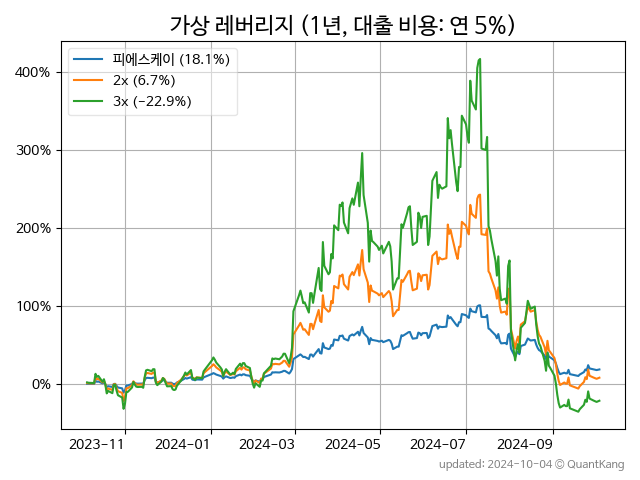 가상 레버리지 (1년, 대출 비용: 연 5%)
피에스케이 (18.1%)
2x (6.7%)
3x (-22.9%)
400%
300%
200%
100%
0%
2023-11 2024-01 2024-03 2024-05 2024-07 2024-09
updated: 2024-10-04 © QuantKang